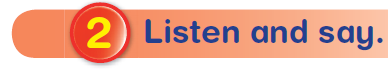 2 Listen and say.